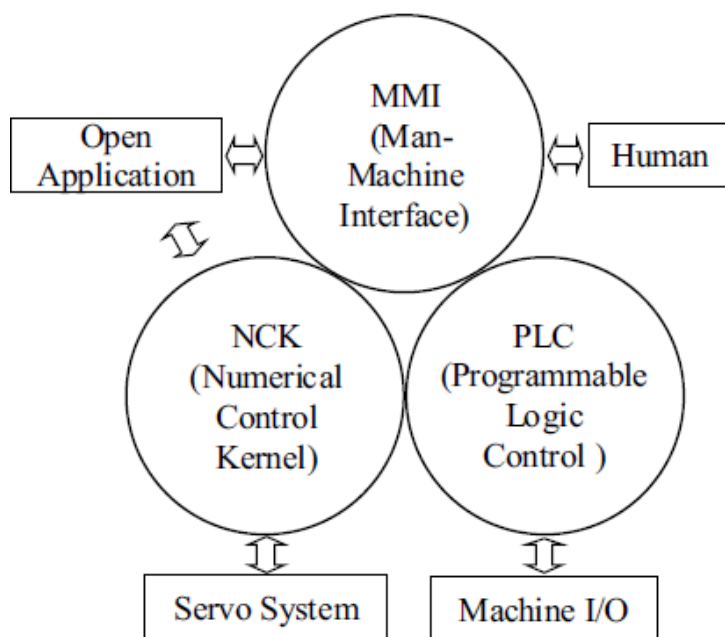 MMI
(Man-
Machine
Interface)
Open
Application
Human
NCK
(Numerical
Control
Kernel)
PLC
(Programmable
Logic
Control )
Servo System
Machine I/O